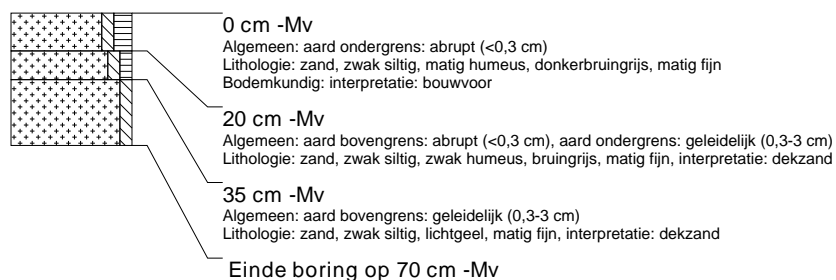 0 cm -Mv
Algemeen: aard ondergrens: abrupt (<0,3 cm)
Lithologie: zand, zwak siltig, matig humeus, donkerbruingrijs, matig fijn
Bodemkundig: interpretatie: bouwvoor
20 cm -Mv
Algemeen: aard bovengrens: abrupt (<0,3 cm), aard ondergrens: geleidelijk (0,3-3 cm)
Lithologie: zand, zwak siltig, zwak humeus, bruingrijs, matig fijn, interpretatie: dekzand
35 cm -Mv
Algemeen: aard bovengrens: geleidelijk (0,3-3 cm)
Lithologie: zand, zwak siltig, lichtgeel, matig fijn, interpretatie: dekzand
Einde boring op 70 cm -Mv